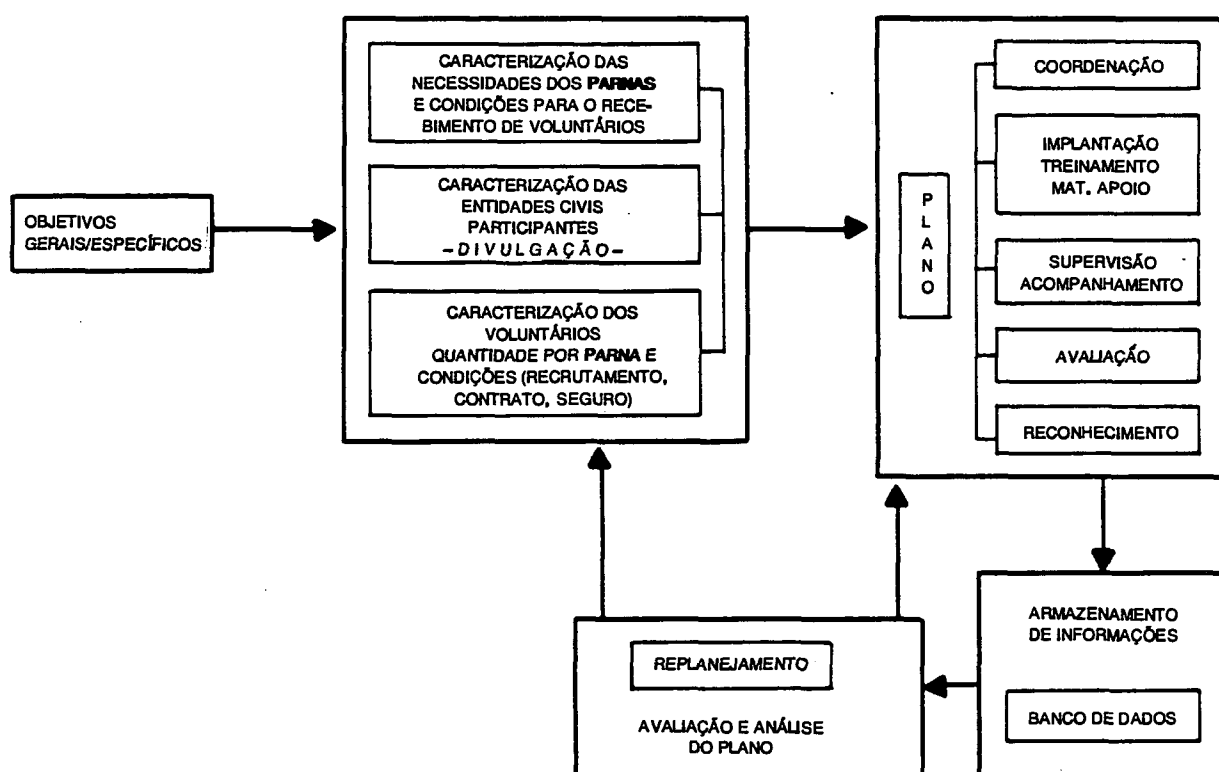 OBJETIVOS
GERAIS/ESPECÍFICOS
CARACTERIZAÇÃO DAS
NECESSIDADES DOS PARNAS
E CONDIÇÕES PARA O RECE-
BIMENTO DE VOLUNTÁRIOS
CARACTERIZAÇÃO DAS
ENTIDADES CIVIS
PARTICIPANTES
–DIVULGAÇÃO–
CARACTERIZAÇÃO DOS
VOLUNTÁRIOS
QUANTIDADE POR PARNA E
CONDIÇÕES (RECRUTAMENTO,
CONTRATO, SEGURO)
PLANO
COORDENAÇÃO
IMPLANTAÇÃO
TREINAMENTO
MAT. APOIO
SUPERVISÃO
ACOMPANHAMENTO
AVALIAÇÃO
RECONHECIMENTO
ARMAZENAMENTO
DE INFORMAÇÕES
BANCO DE DADOS
REPLANEJAMENTO
AVALIAÇÃO E ANÁLISE
DO PLANO